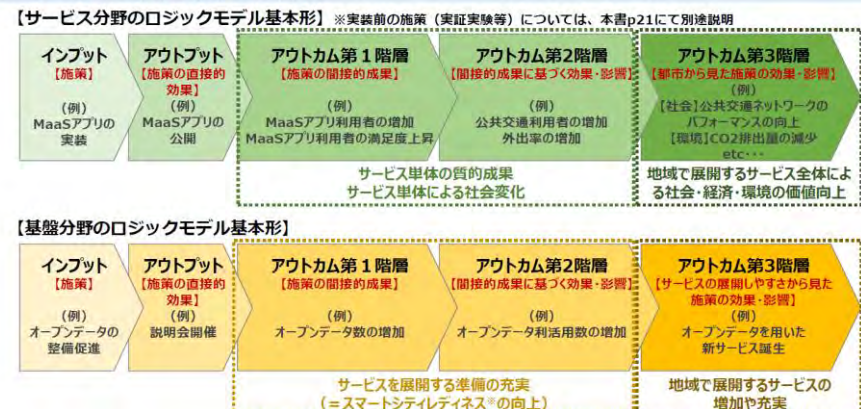 【サービス分野のロジックモデル基本形】 ※実装前の施策（実証実験等）については、本書p21にて別途説明
インプット
【施策】
（例）
MaaSアプリの
実装
アウトプット
【施策の直接的
効果】
（例）
MaaSアプリの
公開
アウトカム第１階層
【施策の間接的成果】
（例）
MaaSアプリ利用者の増加
MaaSアプリ利用者の満足度上昇
アウトカム第2階層
【間接的成果に基づく効果・影響】
（例）
公共交通利用者の増加
外出率の増加
アウトカム第3階層
【都市から見た施策の効果・影響】
（例）
【社会】公共交通ネットワークの
パフォーマンスの向上
【環境】CO2排出量の減少
etc・・・
サービス単体の質的成果
サービス単体による社会変化
地域で展開するサービス全体によ
る社会・経済・環境の価値向上
【基盤分野のロジックモデル基本形】
インプット
【施策】
（例）
オープンデータの
整備促進
アウトプット
【施策の直接的
効果】
（例）
説明会開催
アウトカム第１階層
【施策の間接的成果】
（例）
オープンデータ数の増加
アウトカム第2階層
【間接的成果に基づく効果・影響】
（例）
オープンデータ利活用数の増加
アウトカム第3階層
【サービスの展開しやすさから見た
施策の効果・影響】
（例）
オープンデータを用いた
新サービス誕生
サービスを展開する準備の充実
（＝スマートシティレディネス※の向上）
地域で展開するサービスの
増加や充実